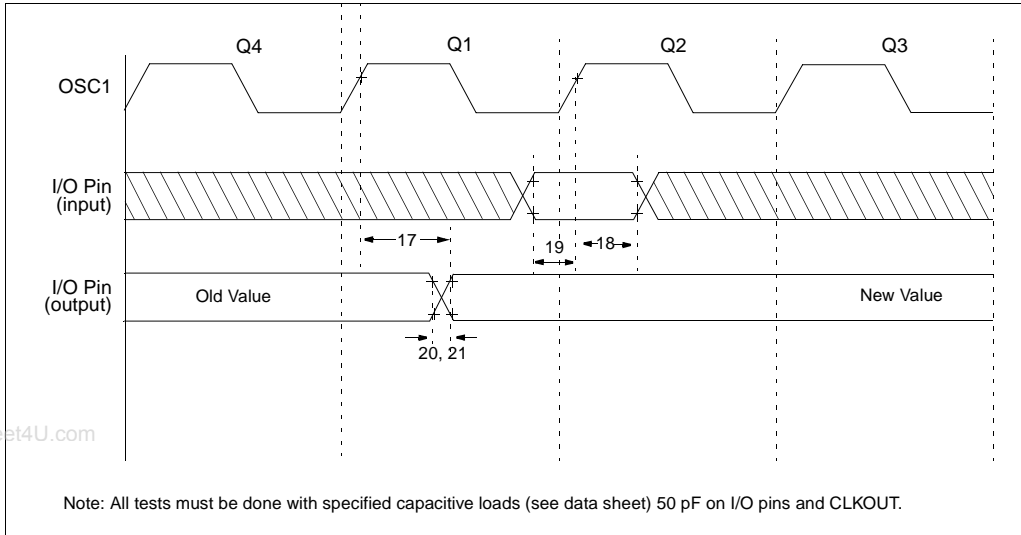 Q4 Q1 Q2 Q3
OSC1
I/O Pin
(input)
17
19
18
I/O Pin
(output)
Old Value
New Value
20, 21
et4U.com
Note: All tests must be done with specified capacitive loads (see data sheet) 50 pF on I/O pins and CLKOUT.